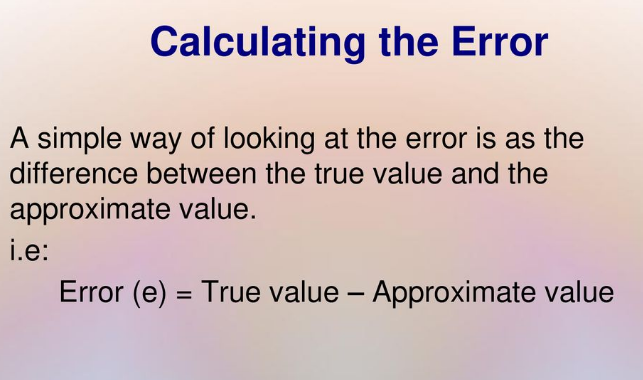 Calculating the Error
A simple way of looking at the error is as the
difference between the true value and the
approximate value.
i.e:
Error (e) = True value – Approximate value